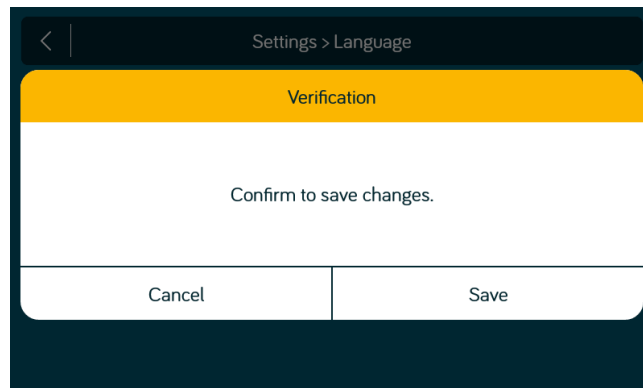 Settings > Language
Verification
Confirm to save changes.
Cancel
Save